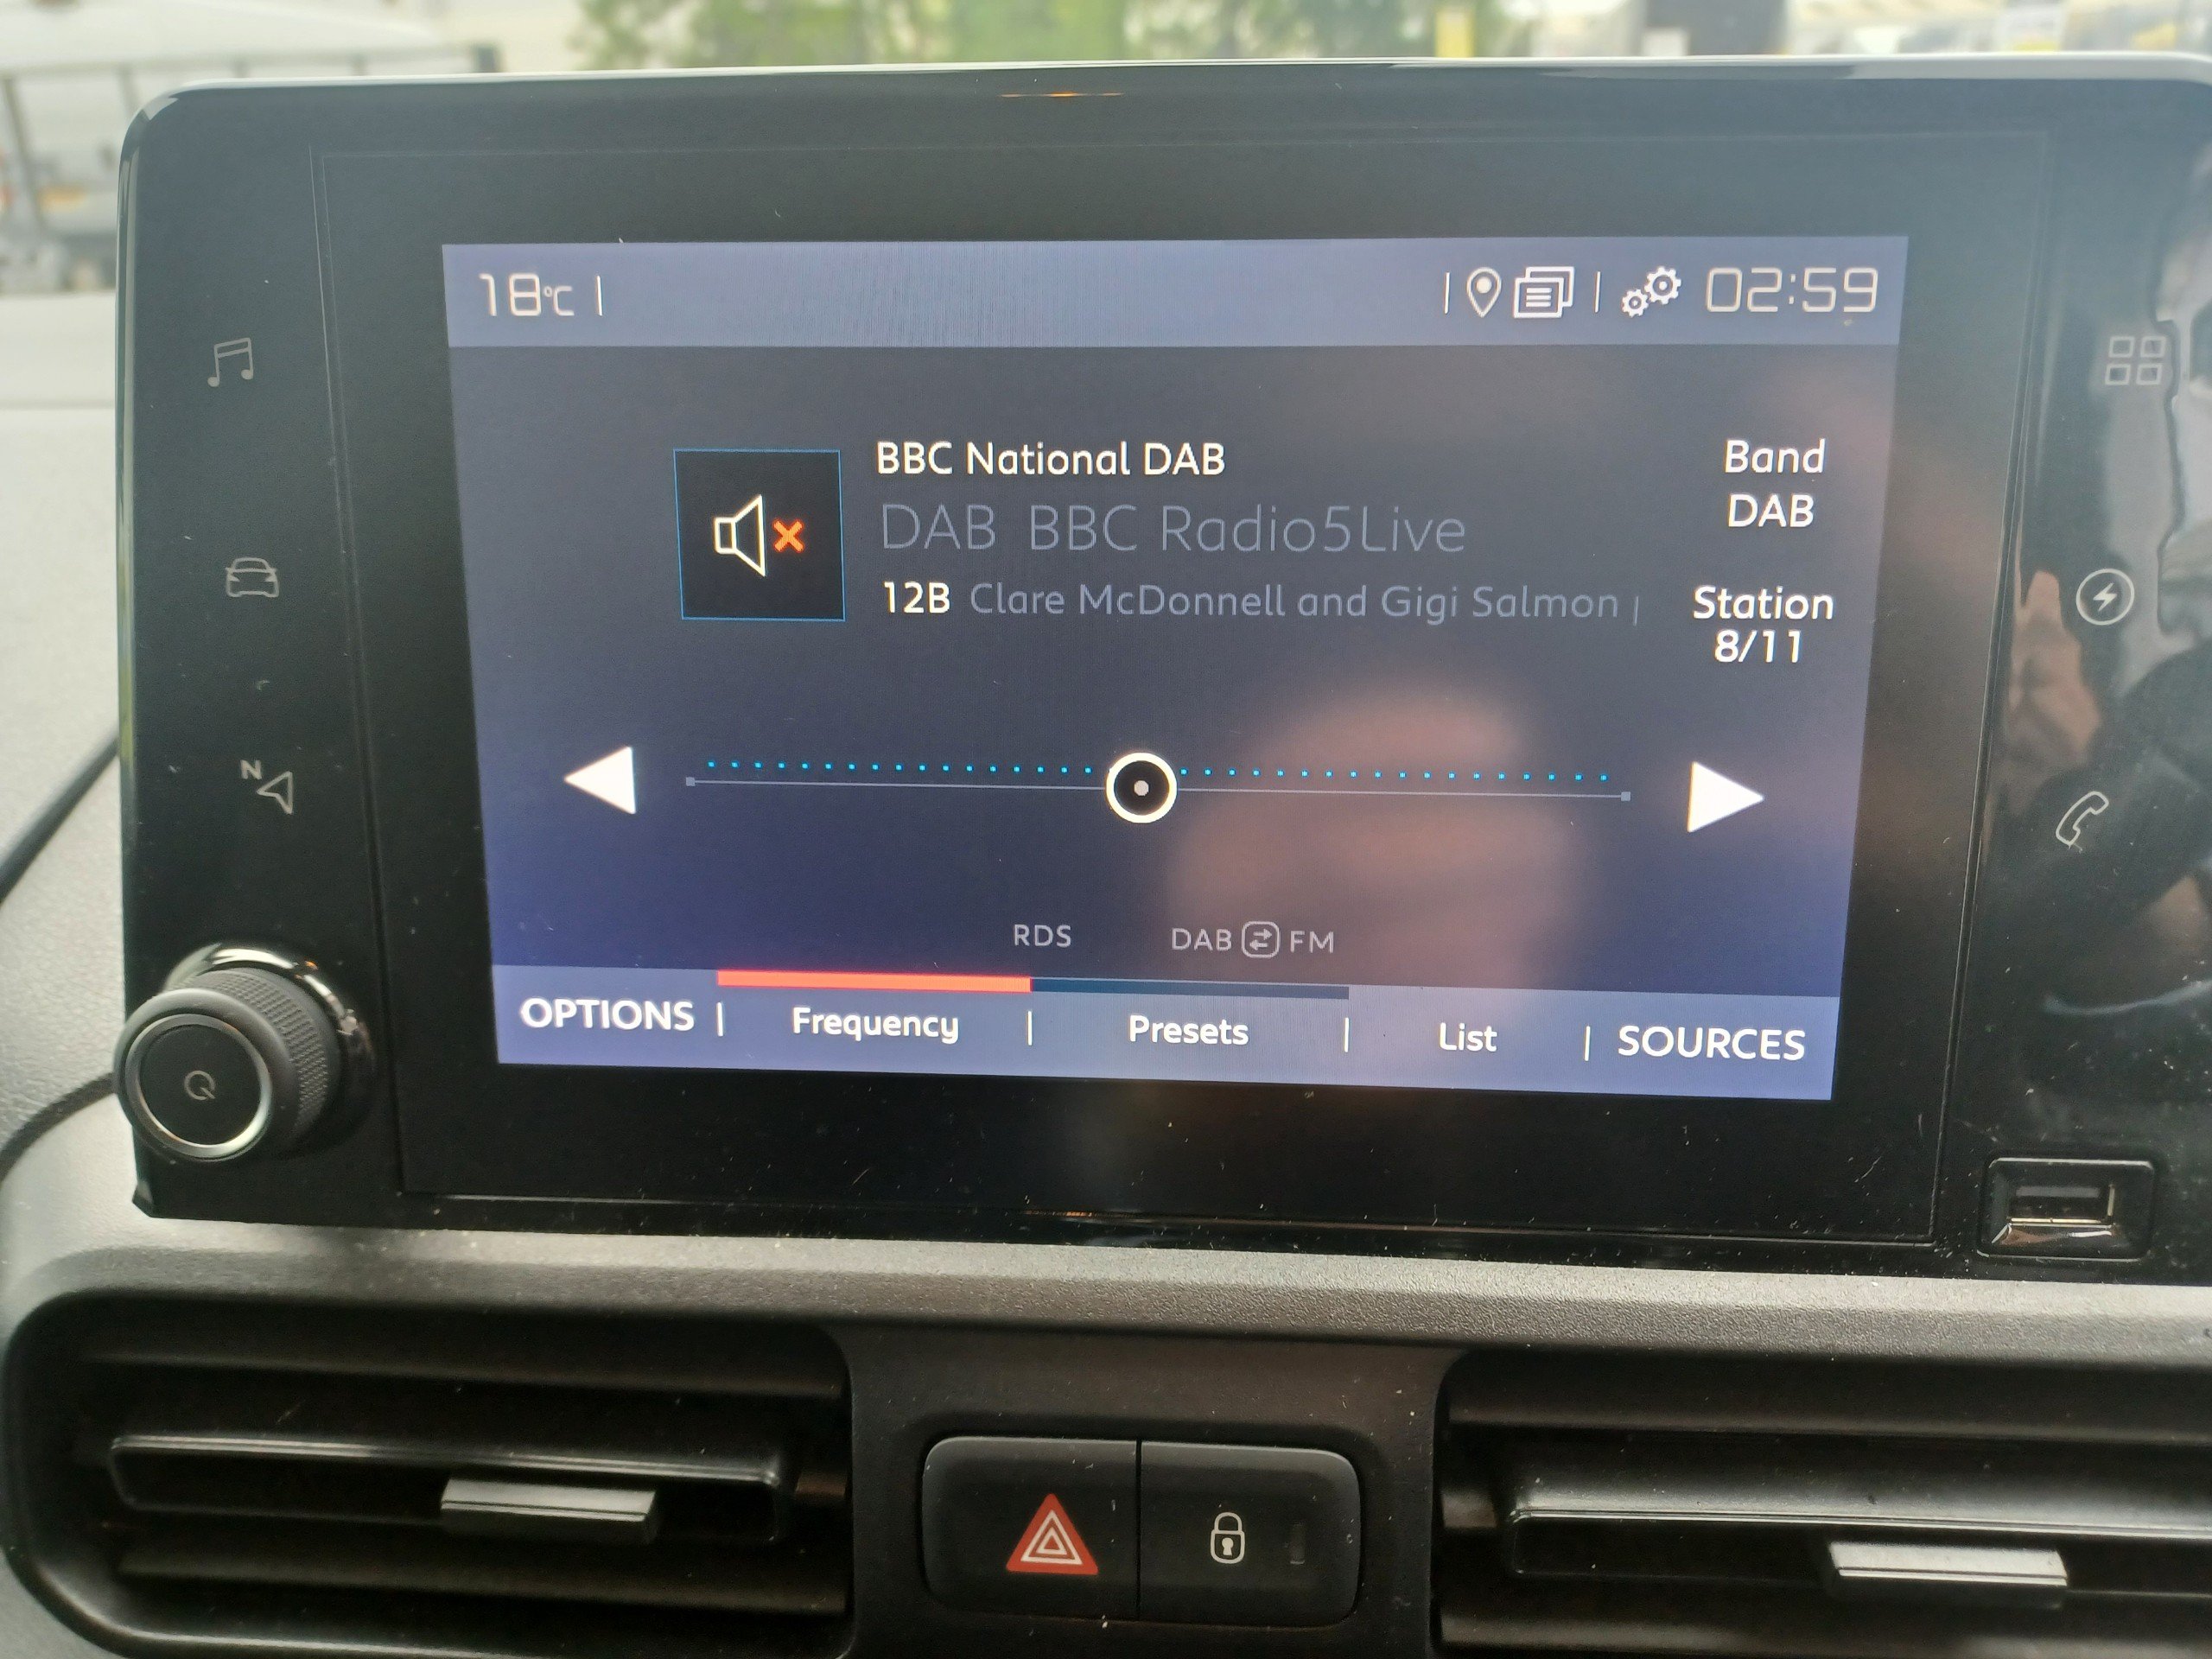 18°C | | | 02:59
BBC National DAB
DAB BBC Radio5Live
12B Clare McDonnell and Gigi Salmon |
Band
DAB
Station
8/11
N
RDS DAB FM
OPTIONS | Frequency | Presets | List | SOURCES